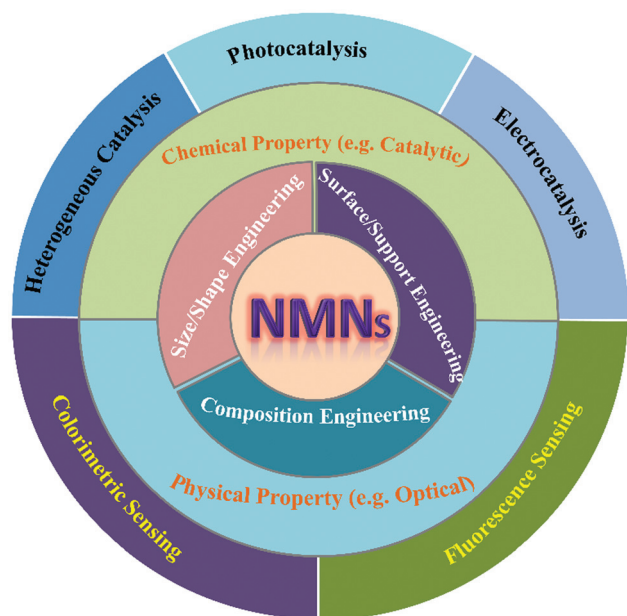 Photocatalysis
Heterogeneous Catalysis
Electrocatalysis
Chemical Property (e.g. Catalytic)
Size/Shape Engineering
Surface/Support Engineering
NMNs
Composition Engineering
Physical Property (e.g. Optical)
Colorimetric Sensing
Fluorescence Sensing